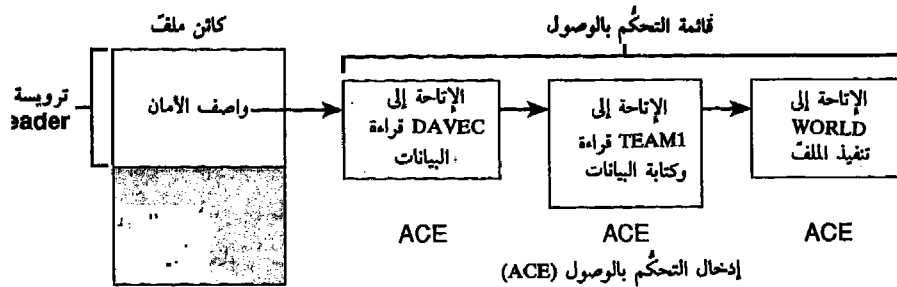 قائمة التحكُّم بالوصول
كائن ملفّ
ترويسة
eader
واصف الأمان
الإتاحة إلى
DAVEC قراءة
البيانات
الإتاحة إلى
TEAM1 قراءة
وكتابة البيانات
الإتاحة إلى
WORLD
تنفيذ الملفّ
ACE
ACE
ACE
إدخال التحكُّم بالوصول (ACE)